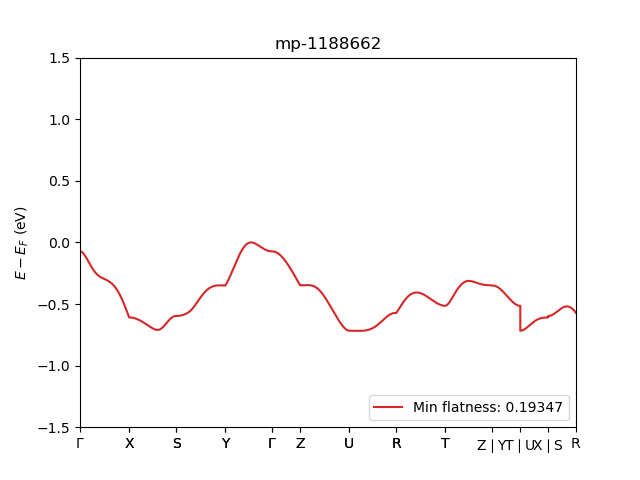 mp-1188662
1.5
1.0
0.5
0.0
−0.5
−1.0
−1.5
E − E_F (eV)
Min flatness: 0.19347
Γ X S Y Γ Z U R T Z | YT | UX | S R